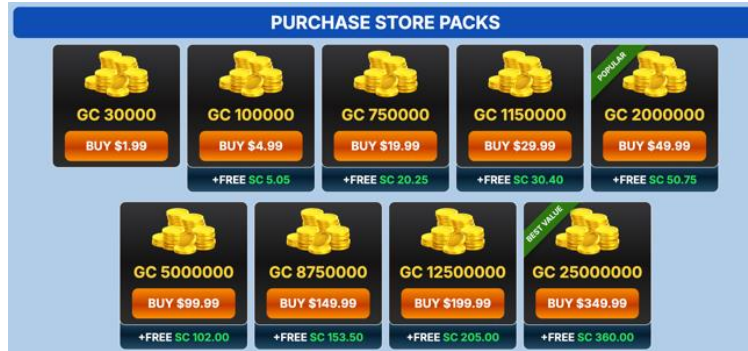 PURCHASE STORE PACKS
GC 30000
BUY $1.99
GC 100000
BUY $4.99
+FREE SC 5.05
GC 750000
BUY $19.99
+FREE SC 20.25
GC 1150000
BUY $29.99
+FREE SC 30.40
POPULAR
GC 2000000
BUY $49.99
+FREE SC 50.75
GC 5000000
BUY $99.99
+FREE SC 102.00
GC 8750000
BUY $149.99
+FREE SC 153.50
GC 12500000
BUY $199.99
+FREE SC 205.00
BEST VALUE
GC 25000000
BUY $349.99
+FREE SC 360.00